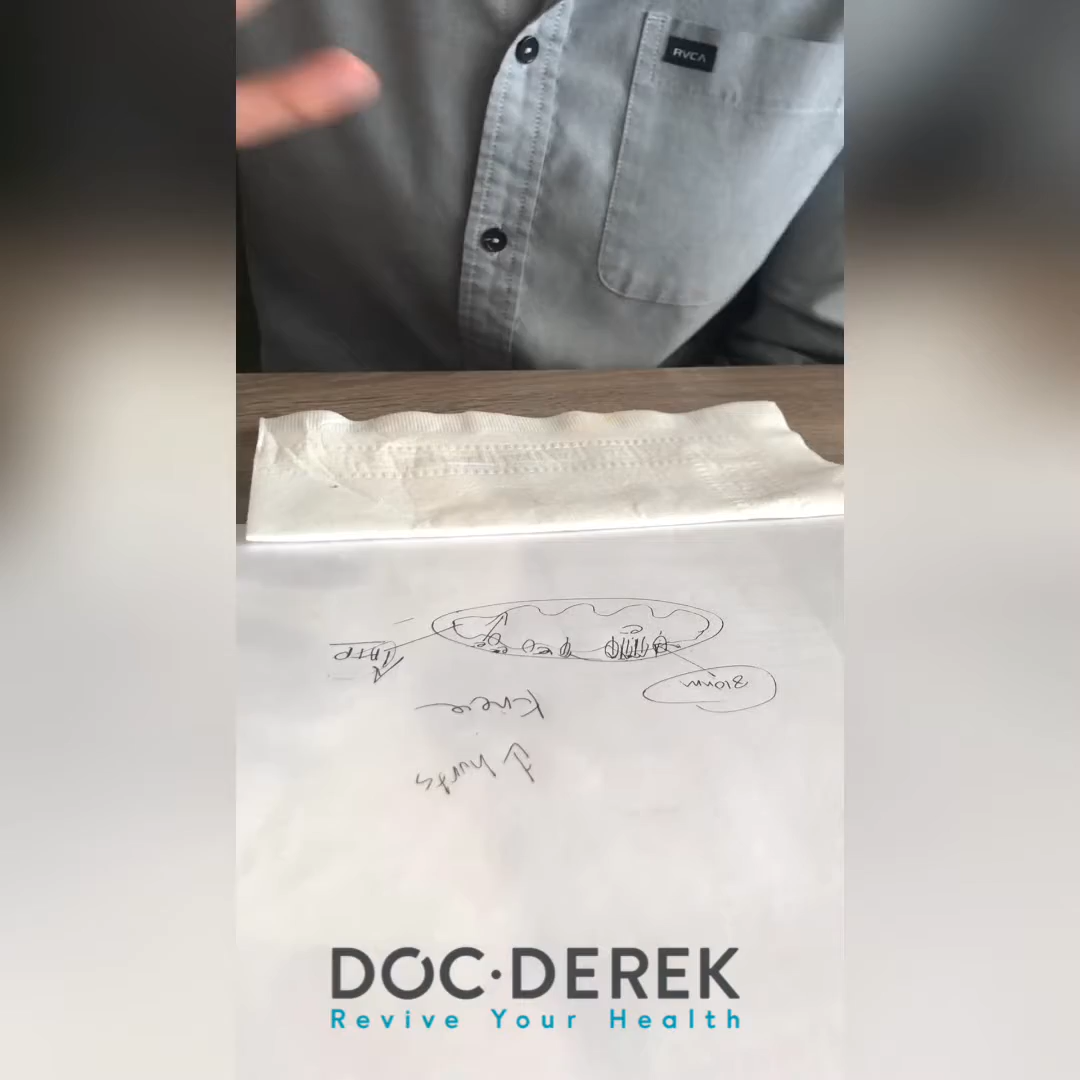 RVCA
hurts
Knee
810nm
ATP
DOC·DEREK
Revive Your Health